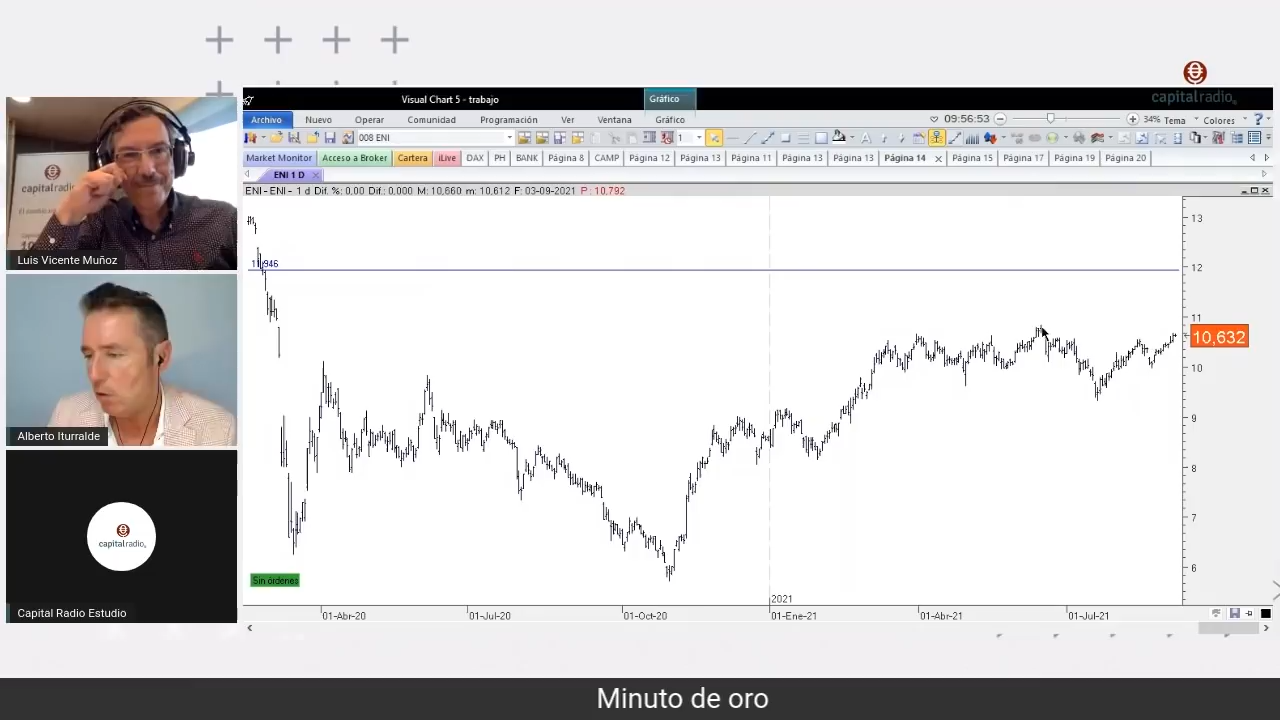 capitalradio
Visual Chart 5 - trabajo
Gráfico
Archivo Nuevo Operar Comunidad Programación Ver Ventana Gráfico 09:56:53 34% Tema Colores ?
008 ENI 1
Market Monitor Acceso a Broker Cartera iLive DAX PH BANK Página 8 CAMP Página 12 Página 13 Página 11 Página 13 Página 13 Página 14 Página 15 Página 17 Página 19 Página 20
ENI 1 D
ENI - ENI - 1 d Dif. %: 0,00 Dif.: 0,000 M: 10,660 m: 10,612 F: 03-09-2021 P: 10.792
13
11,946
12
11
10,632
10
9
8
7
6
Sin órdenes
2021
01-Abr-20 01-Jul-20 01-Oct-20 01-Ene-21 01-Abr-21 01-Jul-21
capitalradio
Luis Vicente Muñoz
Alberto Iturralde
capitalradio
Capital Radio Estudio
Minuto de oro